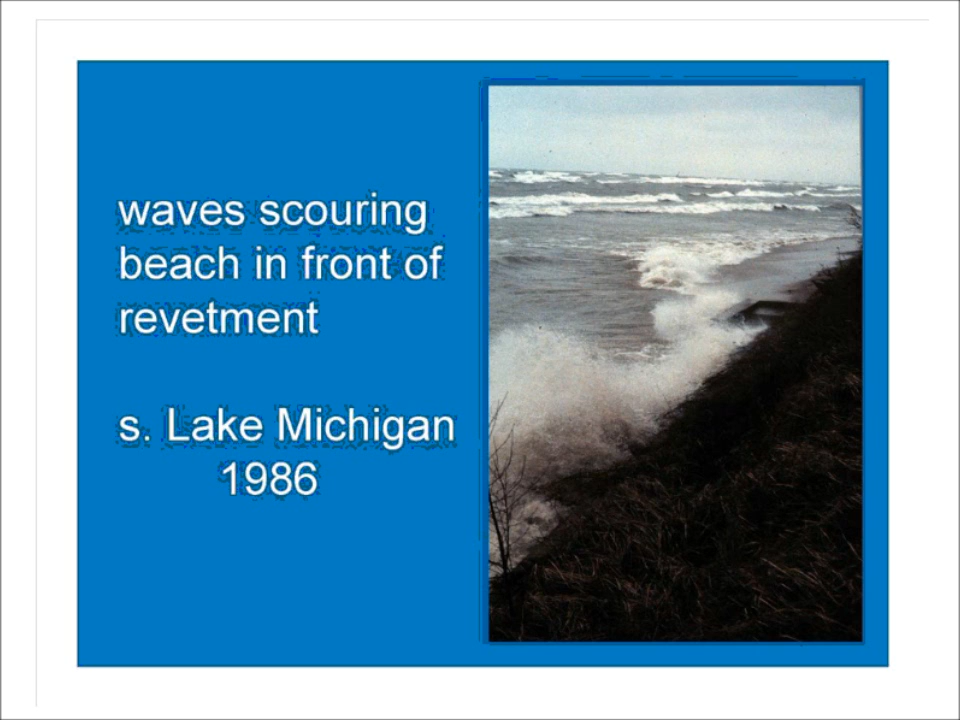 waves scouring
beach in front of
revetment
s. Lake Michigan
1986